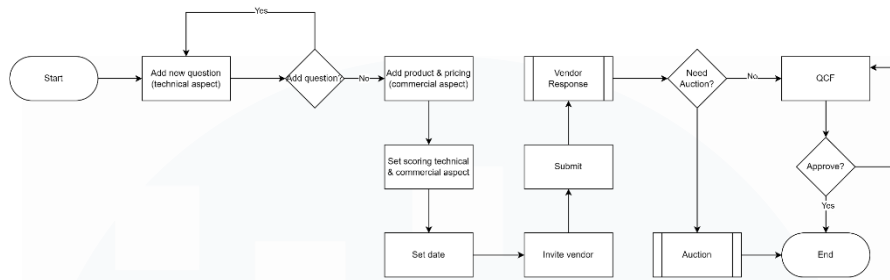 Yes
Start
Add new question
(technical aspect)
Add question?
No
Add product & pricing
(commercial aspect)
Vendor
Response
Need
Auction?
No
QCF
Set scoring technical
& commercial aspect
Submit
Approve?
Yes
Set date
Invite vendor
Auction
End